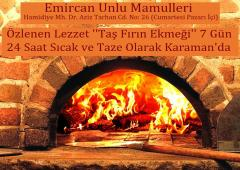 Emircan Unlu Mamulleri
Hamidiye Mh. Dr. Aziz Tarhan Cd. No: 26 (Cumartesi Pazarı İçi)
Özlenen Lezzet "Taş Fırın Ekmeği" 7 Gün
24 Saat Sıcak ve Taze Olarak Karaman'da